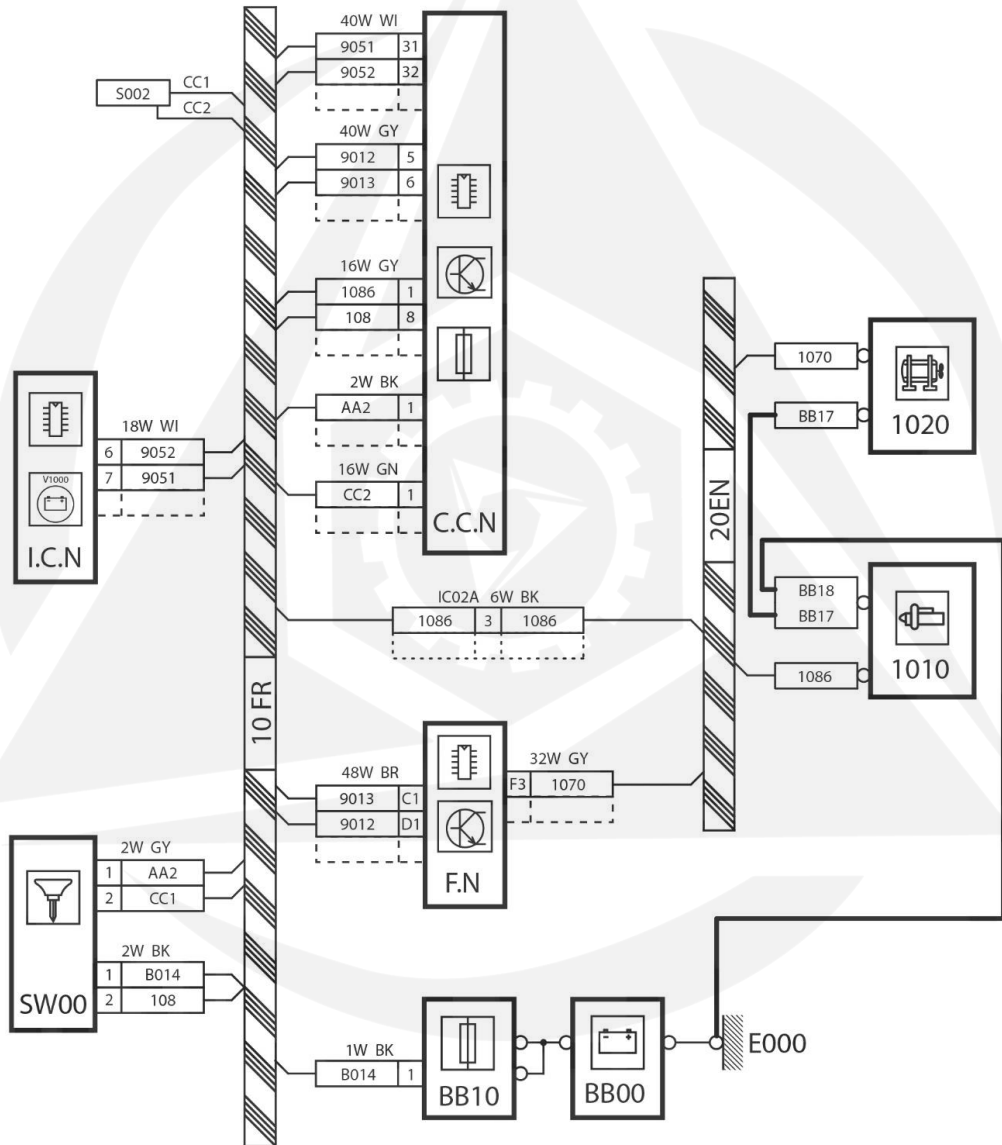 40W WI
9051 31
9052 32
S002
CC1
CC2
40W GY
9012 5
9013 6
16W GY
1086 1
108 8
2W BK
AA2 1
16W GN
CC2 1
C.C.N
18W WI
6 9052
7 9051
V1000
I.C.N
1070
BB17
1020
20EN
BB18
BB17
1086
1010
IC02A 6W BK
1086 3 1086
10 FR
48W BR
9013 C1
9012 D1
32W GY
F3 1070
F.N
2W GY
1 AA2
2 CC1
2W BK
1 B014
2 108
SW00
1W BK
B014 1
BB10
BB00
E000